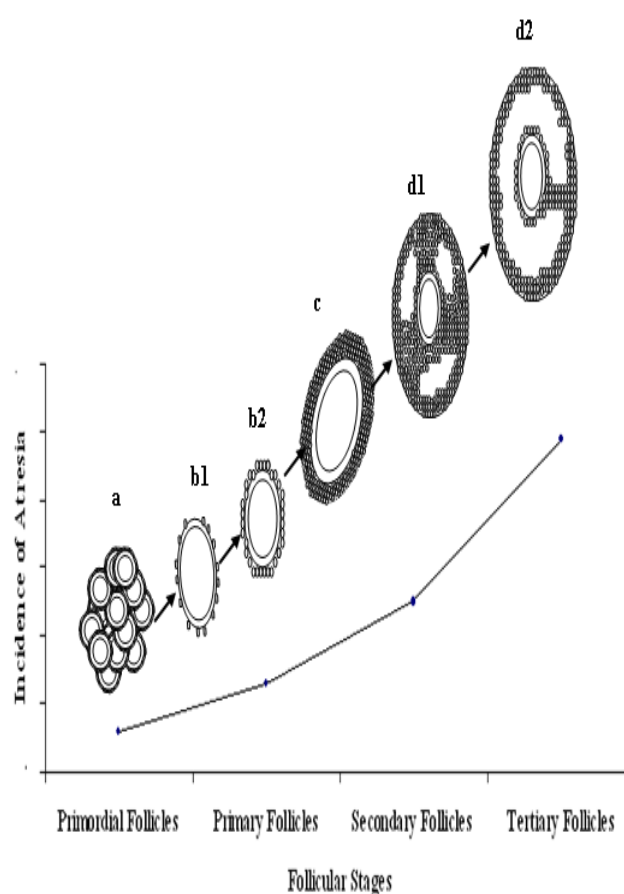 d2
d1
c
b2
b1
a
Incidence of Atresia
Primordial Follicles Primary Follicles Secondary Follicles Tertiary Follicles
Follicular Stages